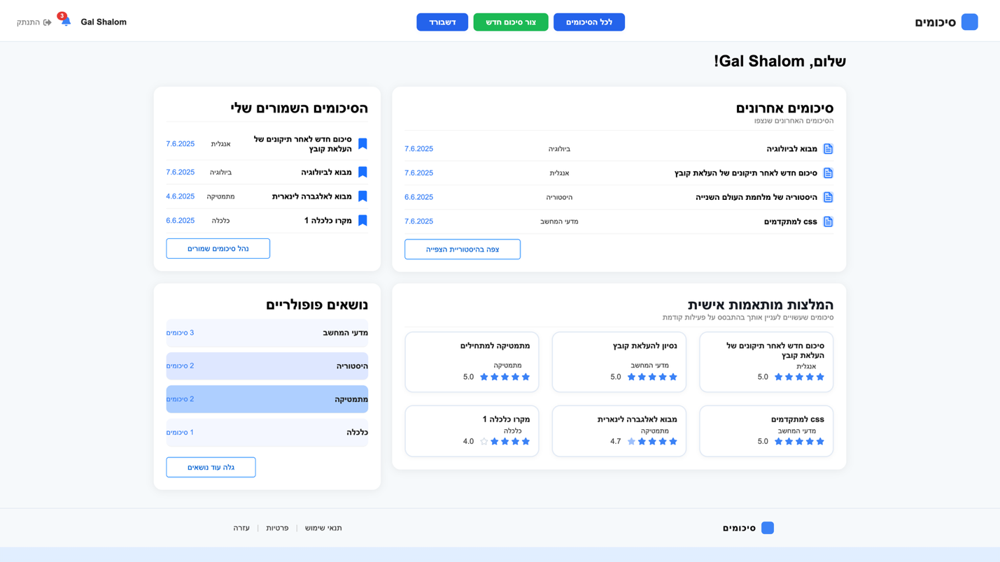 סיכומים
לכל הסיכומים
צור סיכום חדש
דשבורד
Gal Shalom
3
התנתק
שלום, Gal Shalom!
סיכומים אחרונים
הסיכומים האחרונים שנצפו
מבוא לביולוגיה ביולוגיה 7.6.2025
סיכום חדש לאחר תיקונים של העלאת קובץ אנגלית 7.6.2025
היסטוריה של מלחמת העולם השנייה היסטוריה 6.6.2025
css למתקדמים מדעי המחשב 7.6.2025
צפה בהיסטוריית הצפייה
הסיכומים השמורים שלי
סיכום חדש לאחר תיקונים של
העלאת קובץ
אנגלית 7.6.2025
מבוא לביולוגיה ביולוגיה 7.6.2025
מבוא לאלגברה לינארית מתמטיקה 4.6.2025
מקרו כלכלה 1 כלכלה 6.6.2025
נהל סיכומים שמורים
המלצות מותאמות אישית
סיכומים שעשויים לעניין אותך בהתבסס על פעילות קודמת
סיכום חדש לאחר תיקונים של
העלאת קובץ
אנגלית
5.0
נסיון להעלאת קובץ
מדעי המחשב
5.0
מתמטיקה למתחילים
מתמטיקה
5.0
css למתקדמים
מדעי המחשב
5.0
מבוא לאלגברה לינארית
מתמטיקה
4.7
מקרו כלכלה 1
כלכלה
4.0
נושאים פופולריים
מדעי המחשב 3 סיכומים
היסטוריה 2 סיכומים
מתמטיקה 2 סיכומים
כלכלה 1 סיכומים
גלה עוד נושאים
סיכומים
תנאי שימוש | פרטיות | עזרה